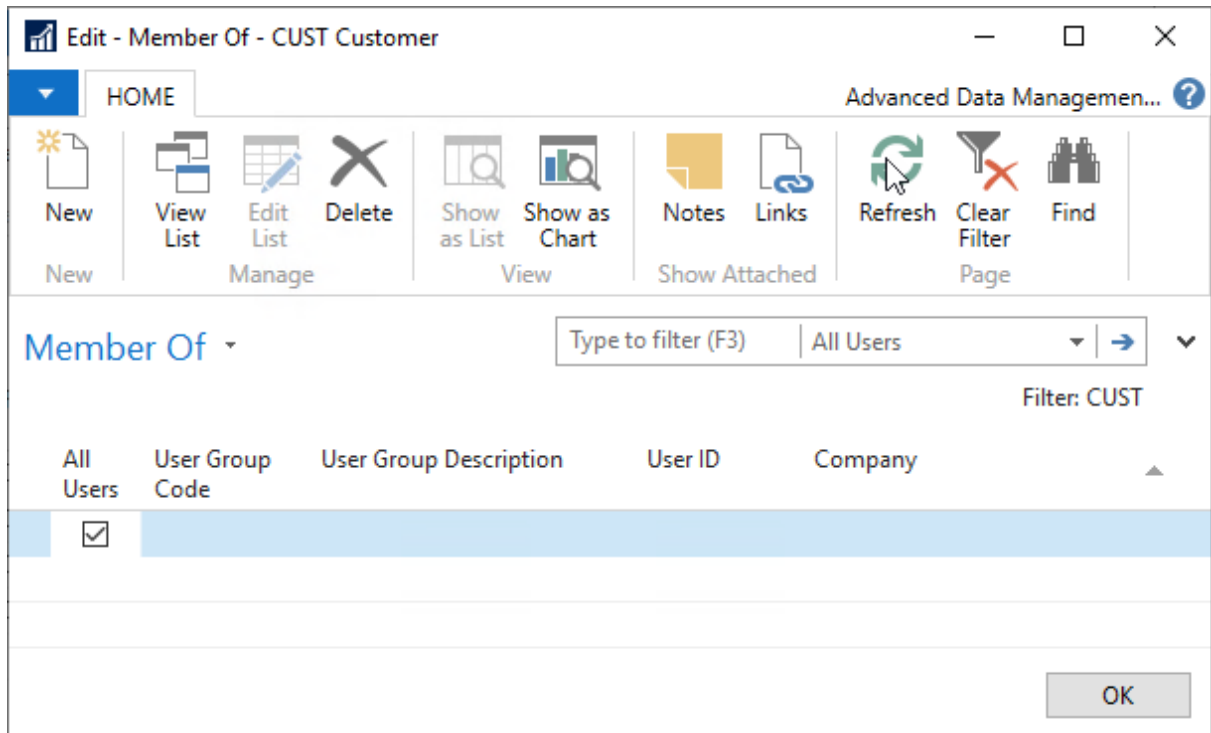 Edit - Member Of - CUST Customer
HOME
Advanced Data Managemen...
New
View List
Edit List
Delete
Show as List
Show as Chart
Notes
Links
Refresh
Clear Filter
Find
New
Manage
View
Show Attached
Page
Member Of
Type to filter (F3)
All Users
Filter: CUST
All Users
User Group Code
User Group Description
User ID
Company
OK